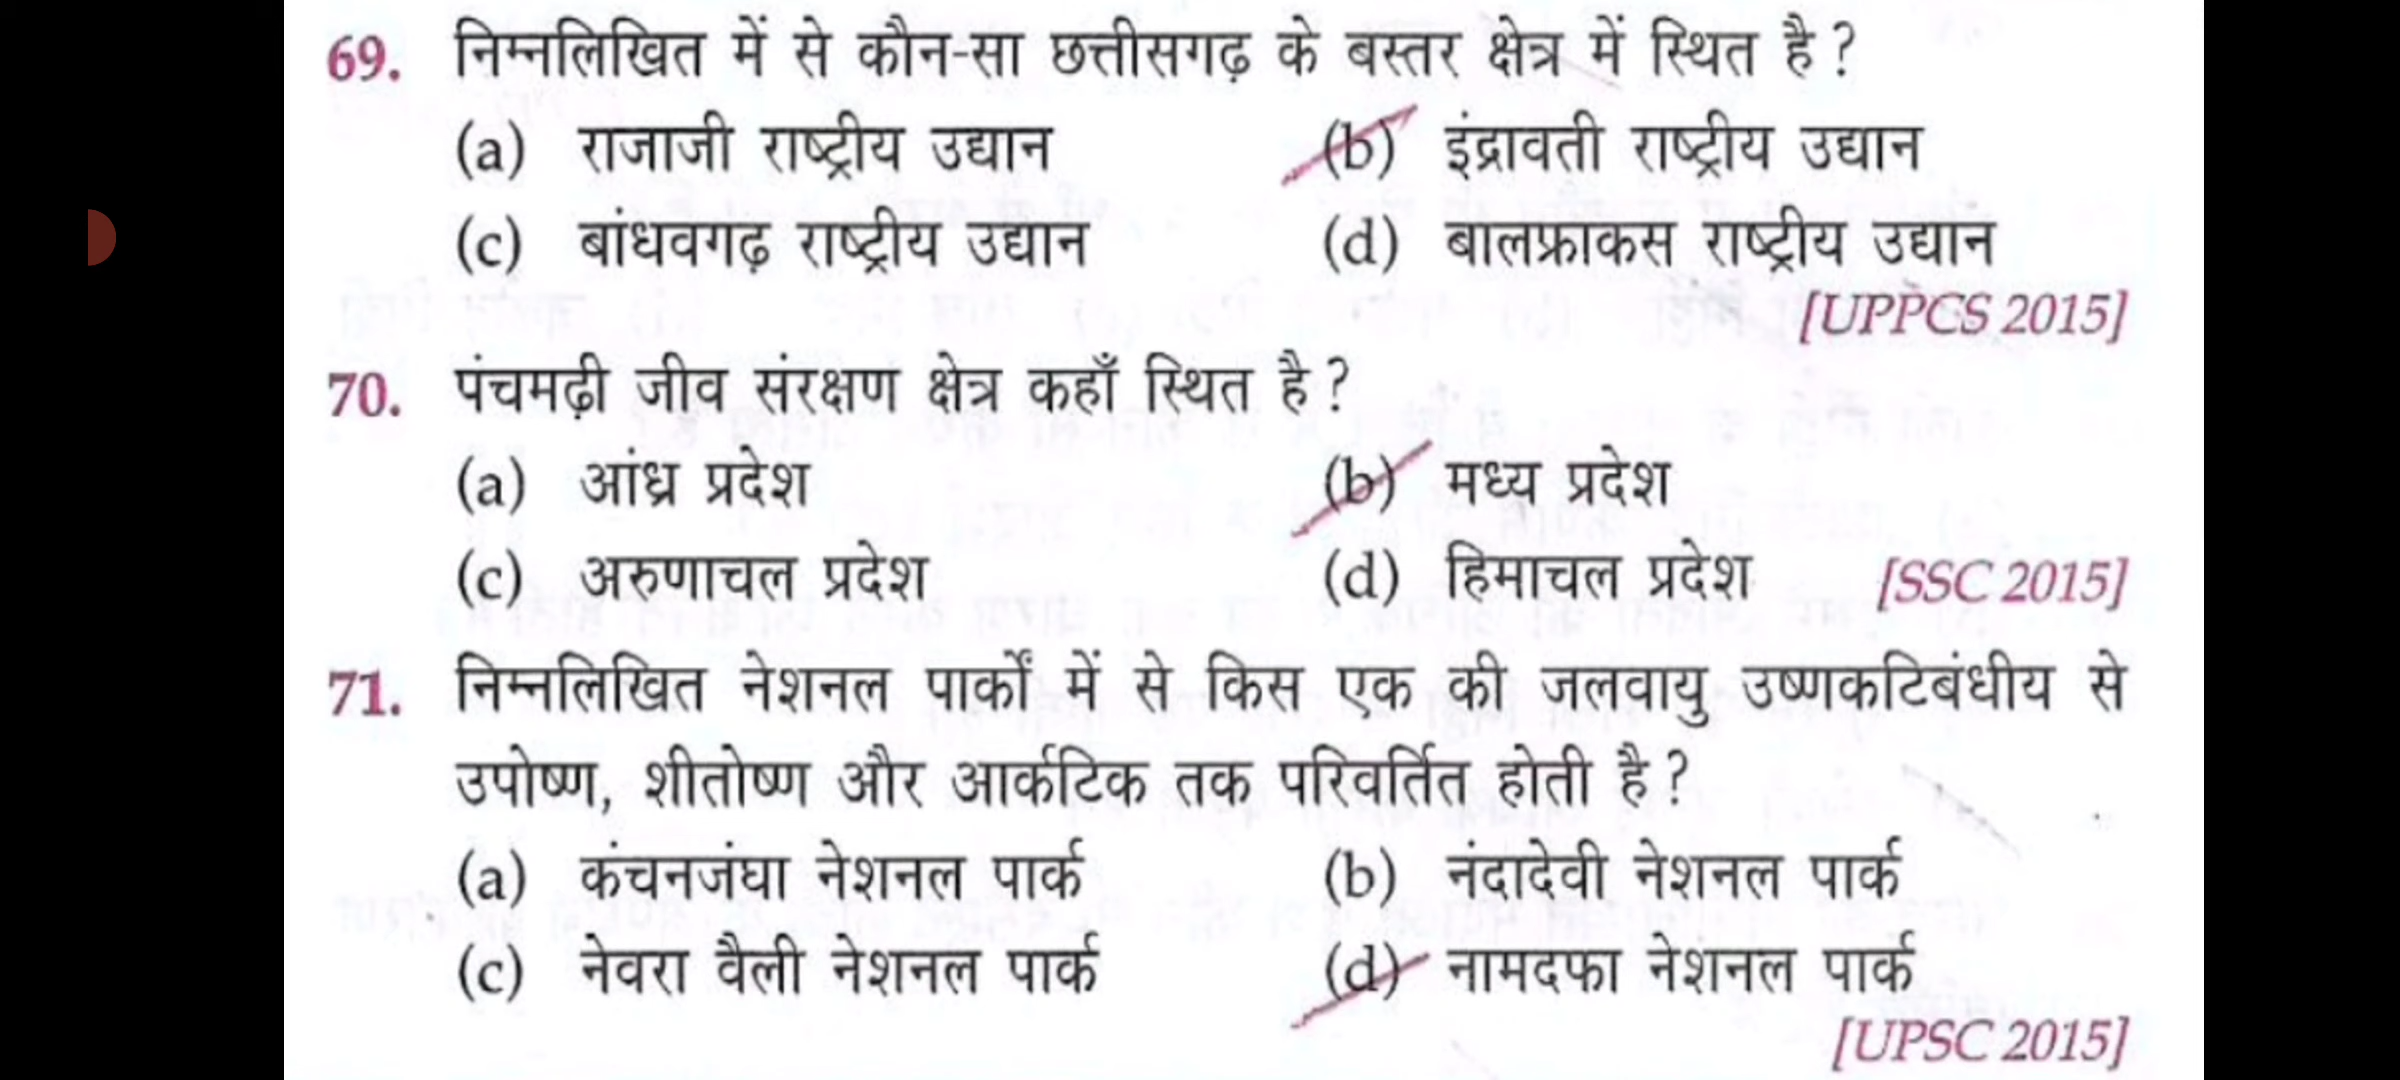 69. निम्नलिखित में से कौन-सा छत्तीसगढ़ के बस्तर क्षेत्र में स्थित है ?
(a) राजाजी राष्ट्रीय उद्यान (b) इंद्रावती राष्ट्रीय उद्यान
(c) बांधवगढ़ राष्ट्रीय उद्यान (d) बालफ्राकस राष्ट्रीय उद्यान
[UPPCS 2015]
70. पंचमढ़ी जीव संरक्षण क्षेत्र कहाँ स्थित है ?
(a) आंध्र प्रदेश (b) मध्य प्रदेश
(c) अरुणाचल प्रदेश (d) हिमाचल प्रदेश [SSC 2015]
71. निम्नलिखित नेशनल पार्कों में से किस एक की जलवायु उष्णकटिबंधीय से
उपोष्ण, शीतोष्ण और आर्कटिक तक परिवर्तित होती है ?
(a) कंचनजंघा नेशनल पार्क (b) नंदादेवी नेशनल पार्क
(c) नेवरा वैली नेशनल पार्क (d) नामदफा नेशनल पार्क
[UPSC 2015]